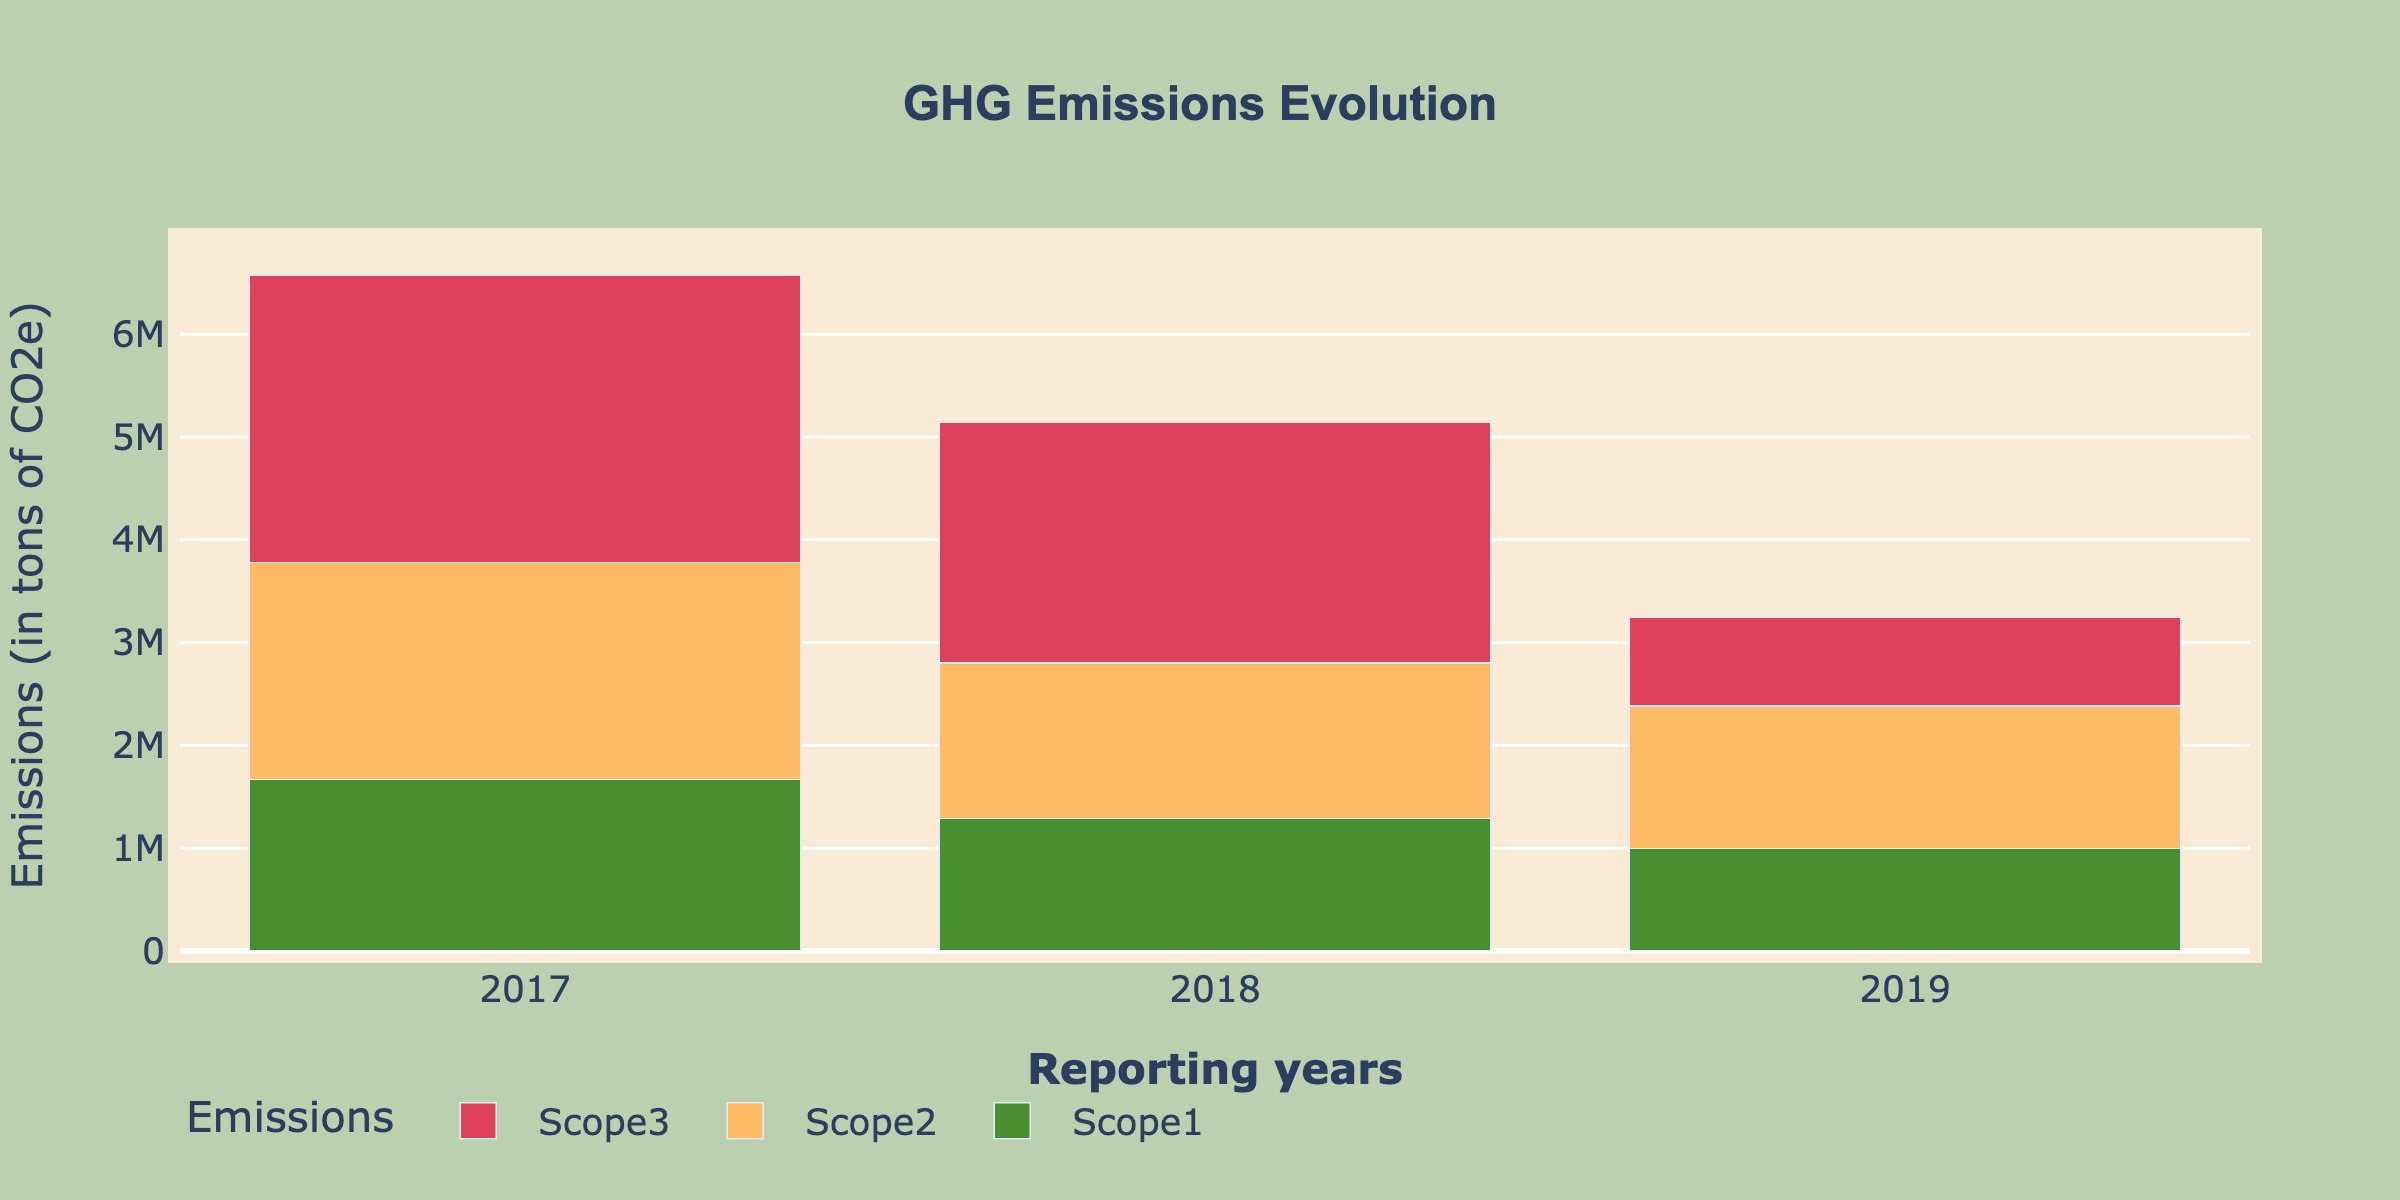 GHG Emissions Evolution
Emissions (in tons of CO2e)
6M
5M
4M
3M
2M
1M
0
2017 2018 2019
Reporting years
Emissions Scope3 Scope2 Scope1